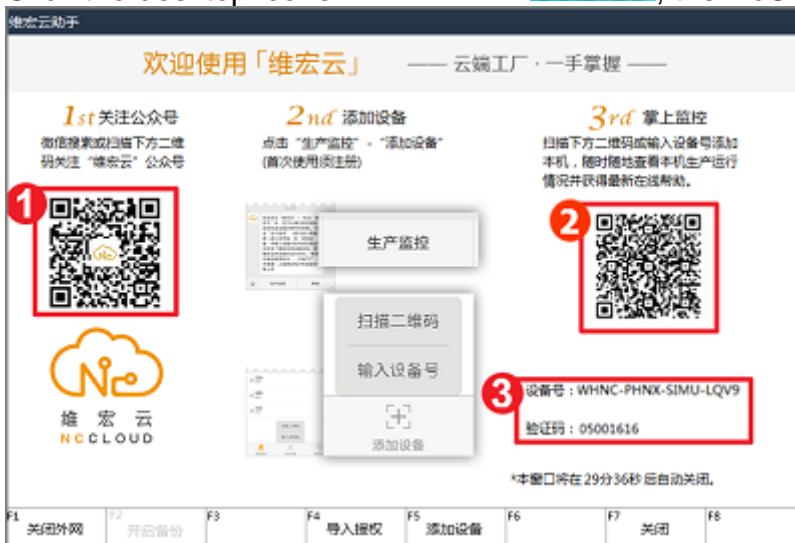 维宏云助手
欢迎使用「维宏云」 —— 云端工厂 · 一手掌握 ——
1st 关注公众号
微信搜索或扫描下方二维
码关注“维宏云”公众号
2nd 添加设备
点击“生产监控”-“添加设备”
(首次使用须注册)
3rd 掌上监控
扫描下方二维码或输入设备号添加
本机，随时随地查看本机生产运行
情况并获得最新在线帮助。
1
2
生产监控
扫描二维码
输入设备号
添加设备
维宏云
NCCLOUD
3
设备号：WHNC-PHNX-SIMU-LQV9
验证码：05001616
*本窗口将在29分36秒后自动关闭。
F1 关闭外网
F2 开启备份
F3
F4 导入授权
F5 添加设备
F6
F7 关闭
F8